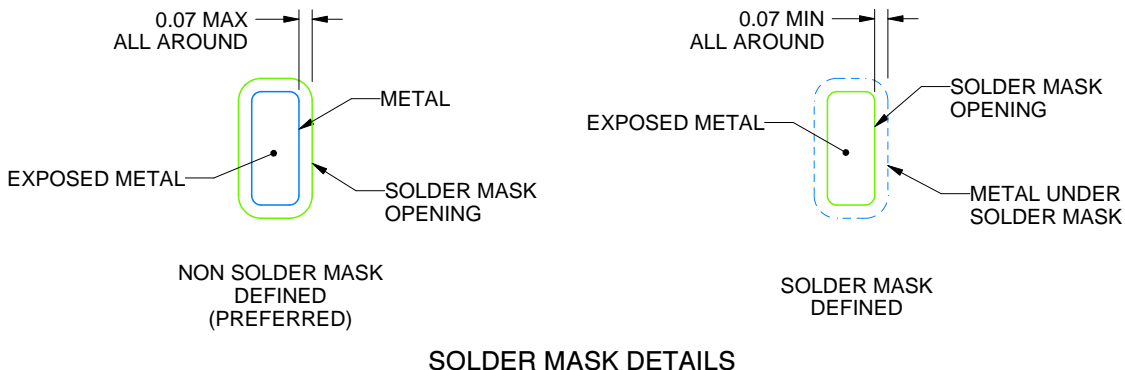 0.07 MAX
ALL AROUND
METAL
EXPOSED METAL
SOLDER MASK
OPENING
NON SOLDER MASK
DEFINED
(PREFERRED)
0.07 MIN
ALL AROUND
SOLDER MASK
OPENING
EXPOSED METAL
METAL UNDER
SOLDER MASK
SOLDER MASK
DEFINED
SOLDER MASK DETAILS